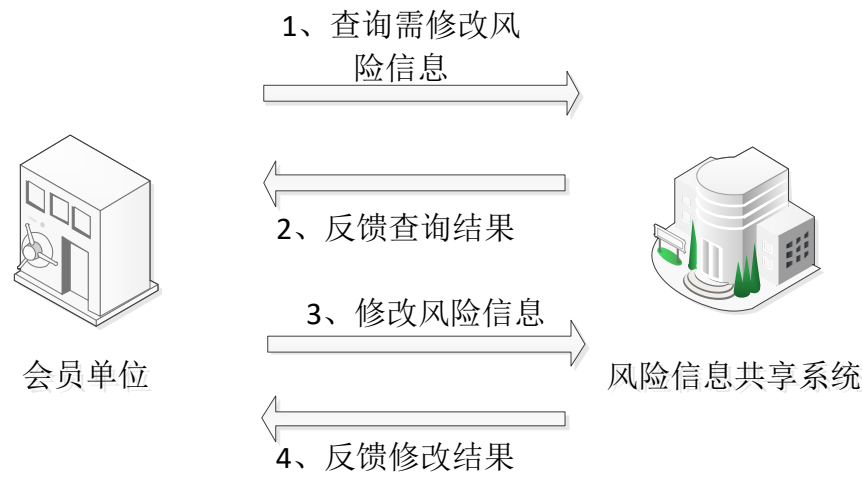 1、查询需修改风
险信息
2、反馈查询结果
3、修改风险信息
会员单位
风险信息共享系统
4、反馈修改结果